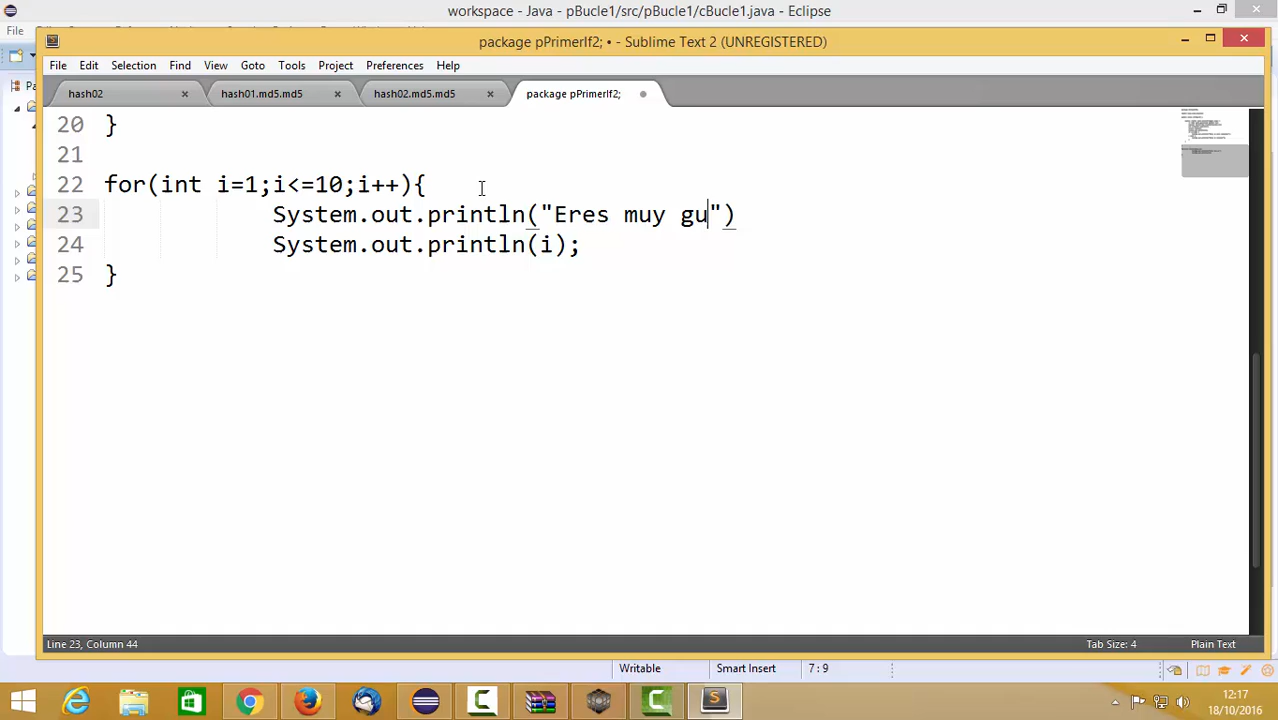 workspace - Java - pBucle1/src/pBucle1/cBucle1.java - Eclipse
File
package pPrimerIf2; • - Sublime Text 2 (UNREGISTERED)
File Edit Selection Find View Goto Tools Project Preferences Help
hash02 hash01.md5.md5 hash02.md5.md5 package pPrimerIf2;
20 }
21
22 for(int i=1;i<=10;i++){
23 System.out.println("Eres muy gu")
24 System.out.println(i);
25 }
Line 23, Column 44 Tab Size: 4 Plain Text
Writable Smart Insert 7 : 9
12:17
18/10/2016